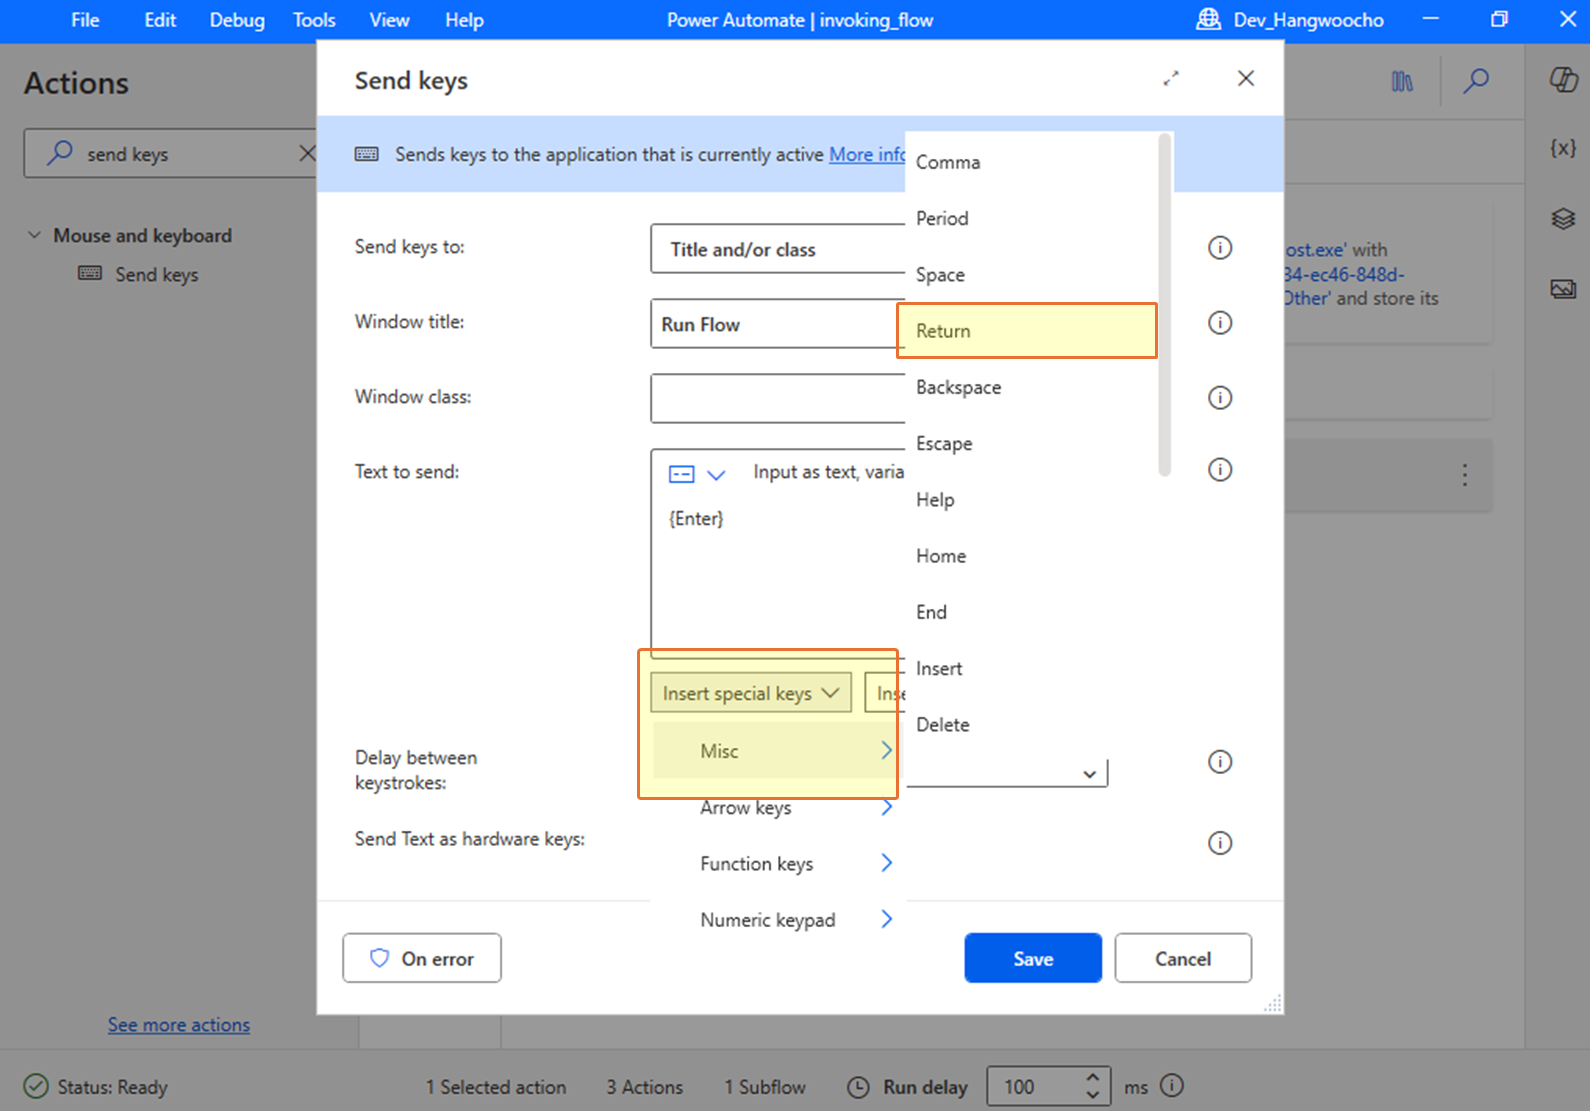 File Edit Debug Tools View Help Power Automate | invoking_flow Dev_Hangwoocho
Actions
send keys
Mouse and keyboard
Send keys
See more actions
Send keys
Sends keys to the application that is currently active More info
Send keys to: Title and/or class
Window title: Run Flow
Window class:
Text to send: Input as text, varia
{Enter}
Insert special keys Inse
Misc
Arrow keys
Function keys
Numeric keypad
Comma
Period
Space
Return
Backspace
Escape
Help
Home
End
Insert
Delete
Delay between
keystrokes:
Send Text as hardware keys:
On error Save Cancel
ost.exe' with
34-ec46-848d-
Other' and store its
{x}
Status: Ready 1 Selected action 3 Actions 1 Subflow Run delay 100 ms